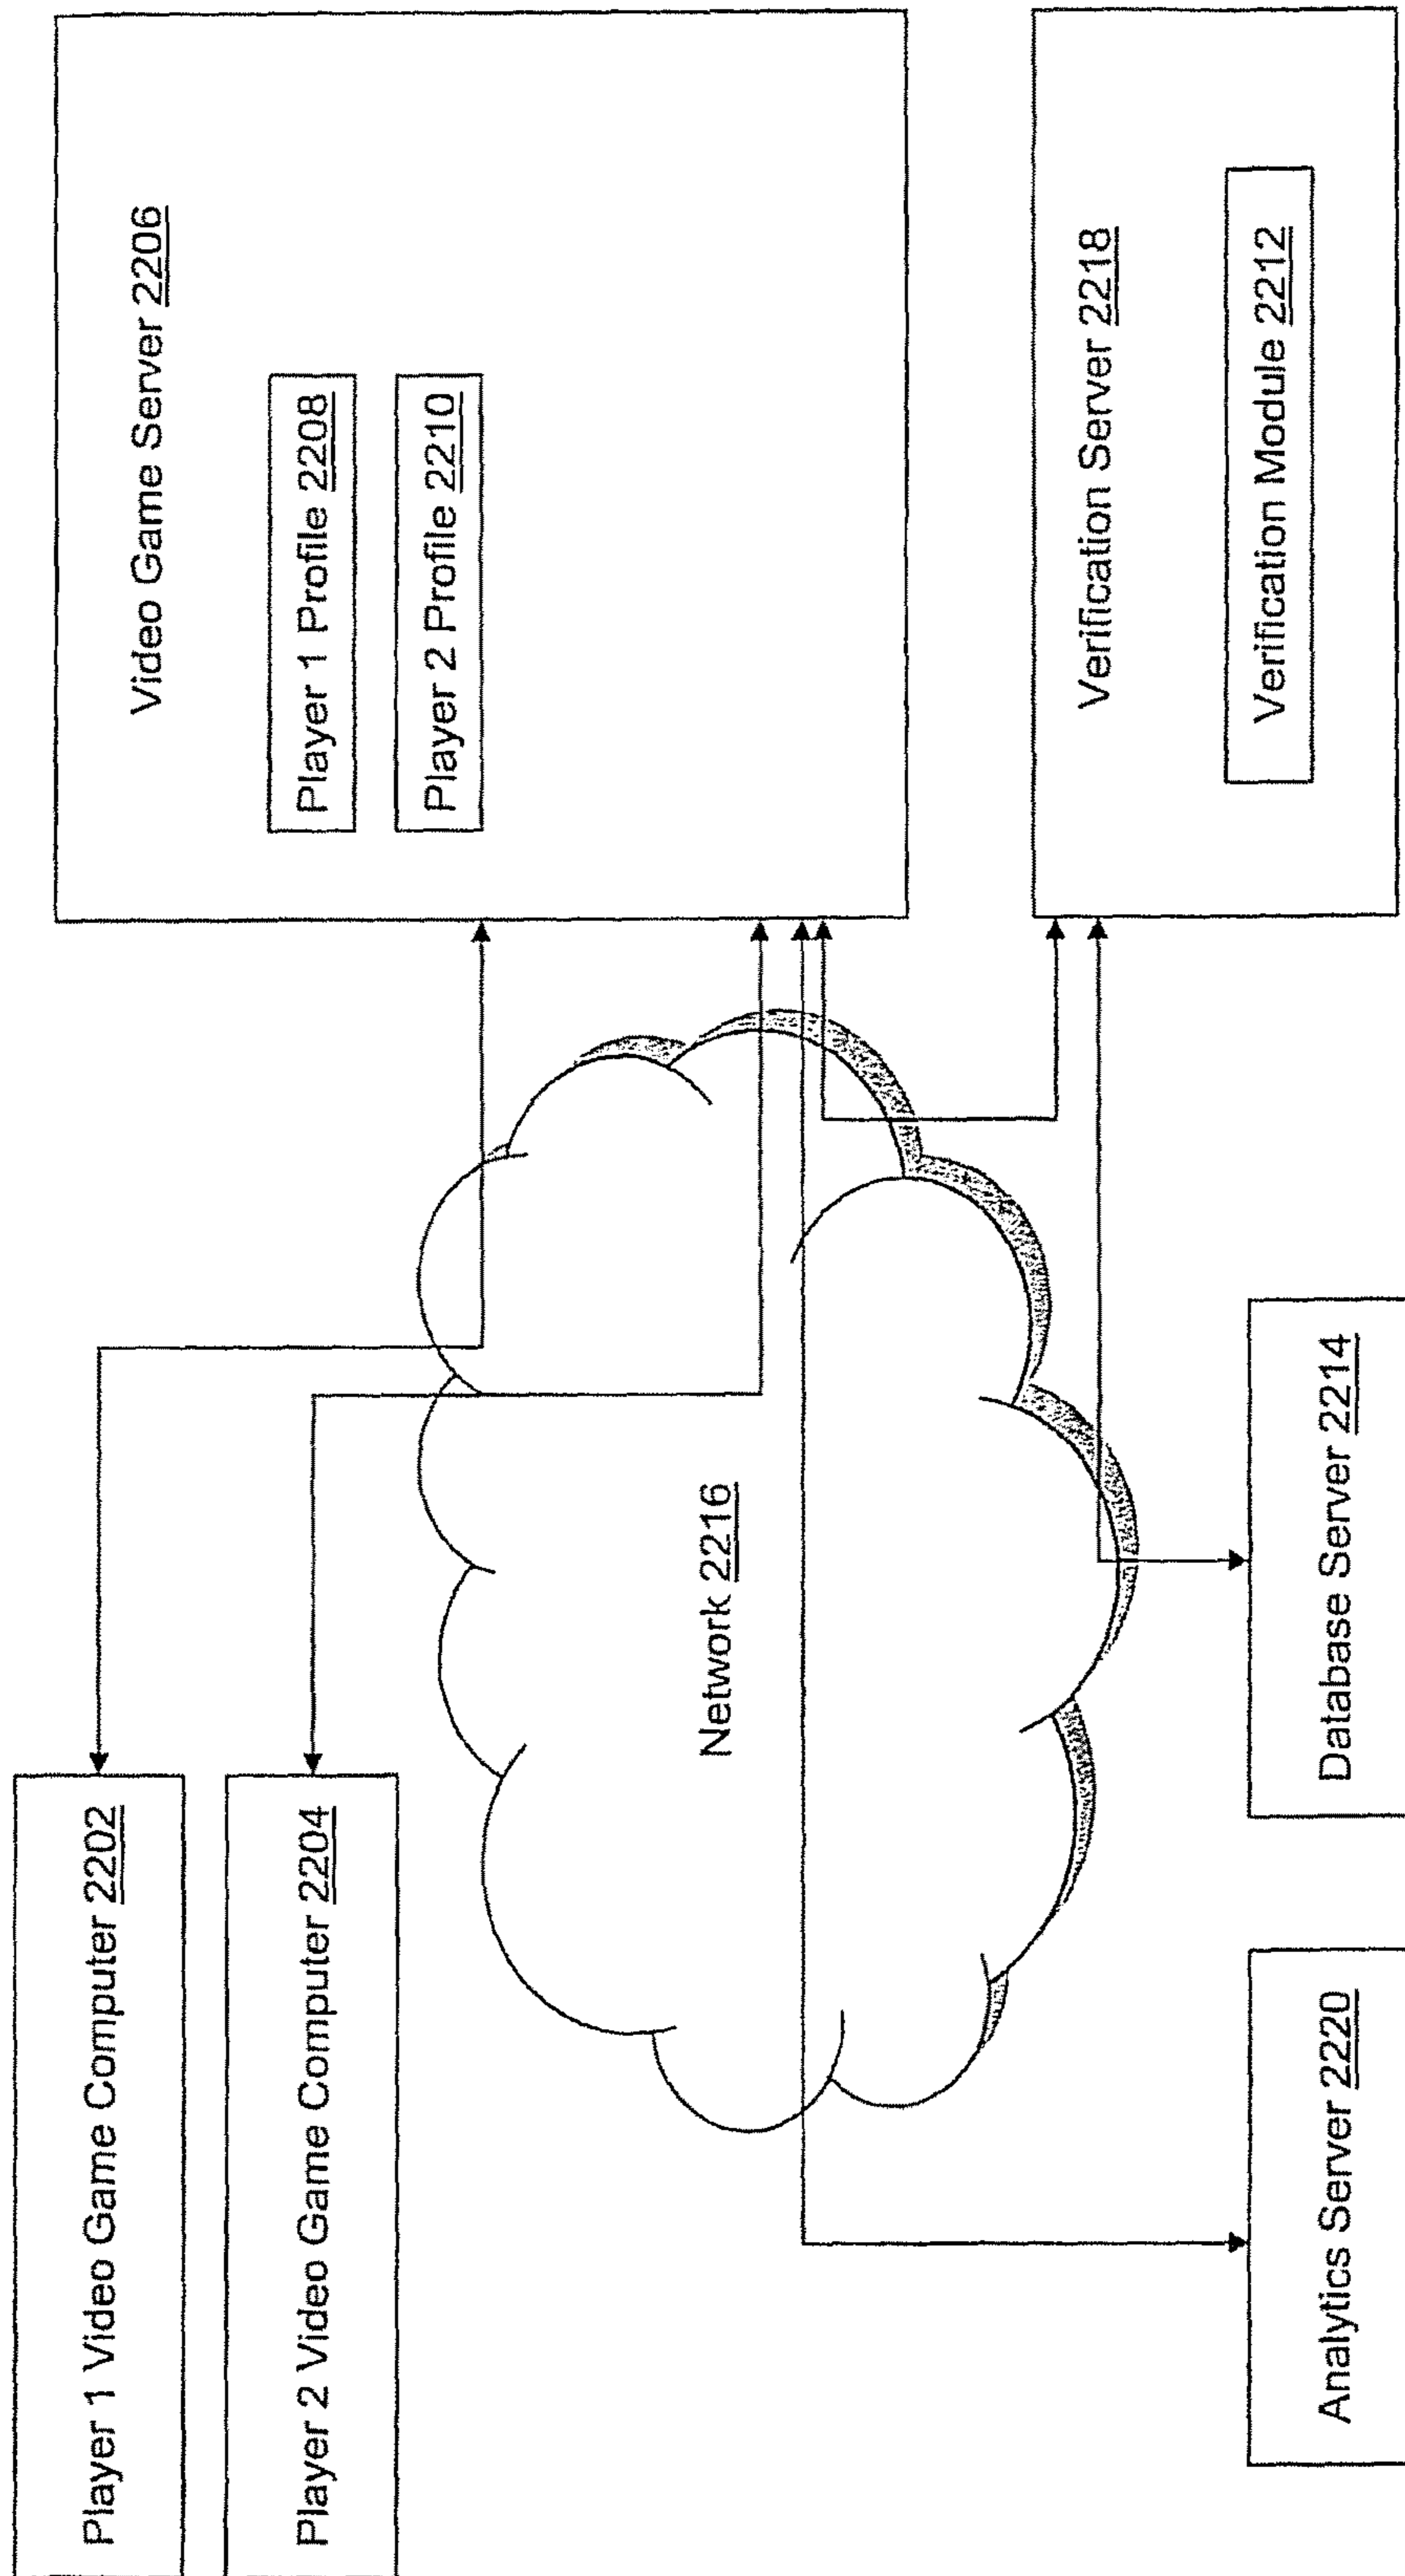 Player 1 Video Game Computer 2202
Player 2 Video Game Computer 2204
Video Game Server 2206
Player 1 Profile 2208
Player 2 Profile 2210
Network 2216
Verification Server 2218
Verification Module 2212
Analytics Server 2220
Database Server 2214